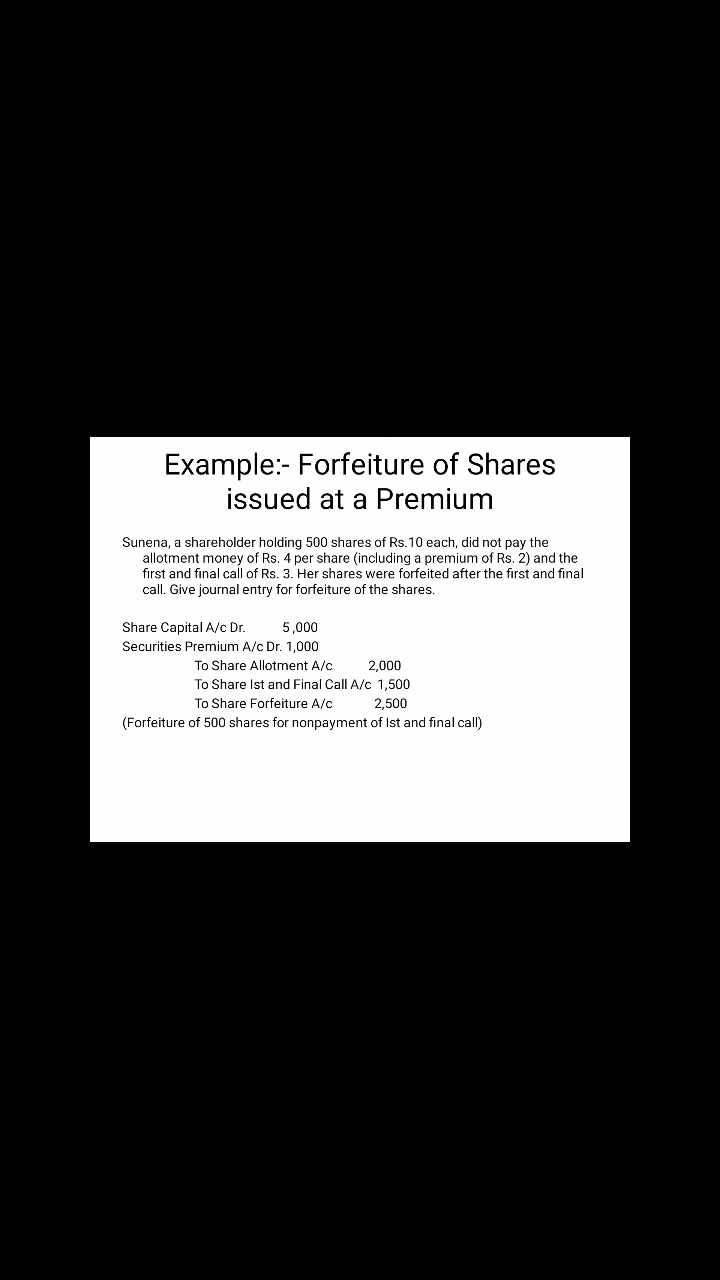 Example:- Forfeiture of Shares
issued at a Premium
Sunena, a shareholder holding 500 shares of Rs.10 each, did not pay the
allotment money of Rs. 4 per share (including a premium of Rs. 2) and the
first and final call of Rs. 3. Her shares were forfeited after the first and final
call. Give journal entry for forfeiture of the shares.
Share Capital A/c Dr. 5 ,000
Securities Premium A/c Dr. 1,000
To Share Allotment A/c 2,000
To Share Ist and Final Call A/c 1,500
To Share Forfeiture A/c 2,500
(Forfeiture of 500 shares for nonpayment of Ist and final call)